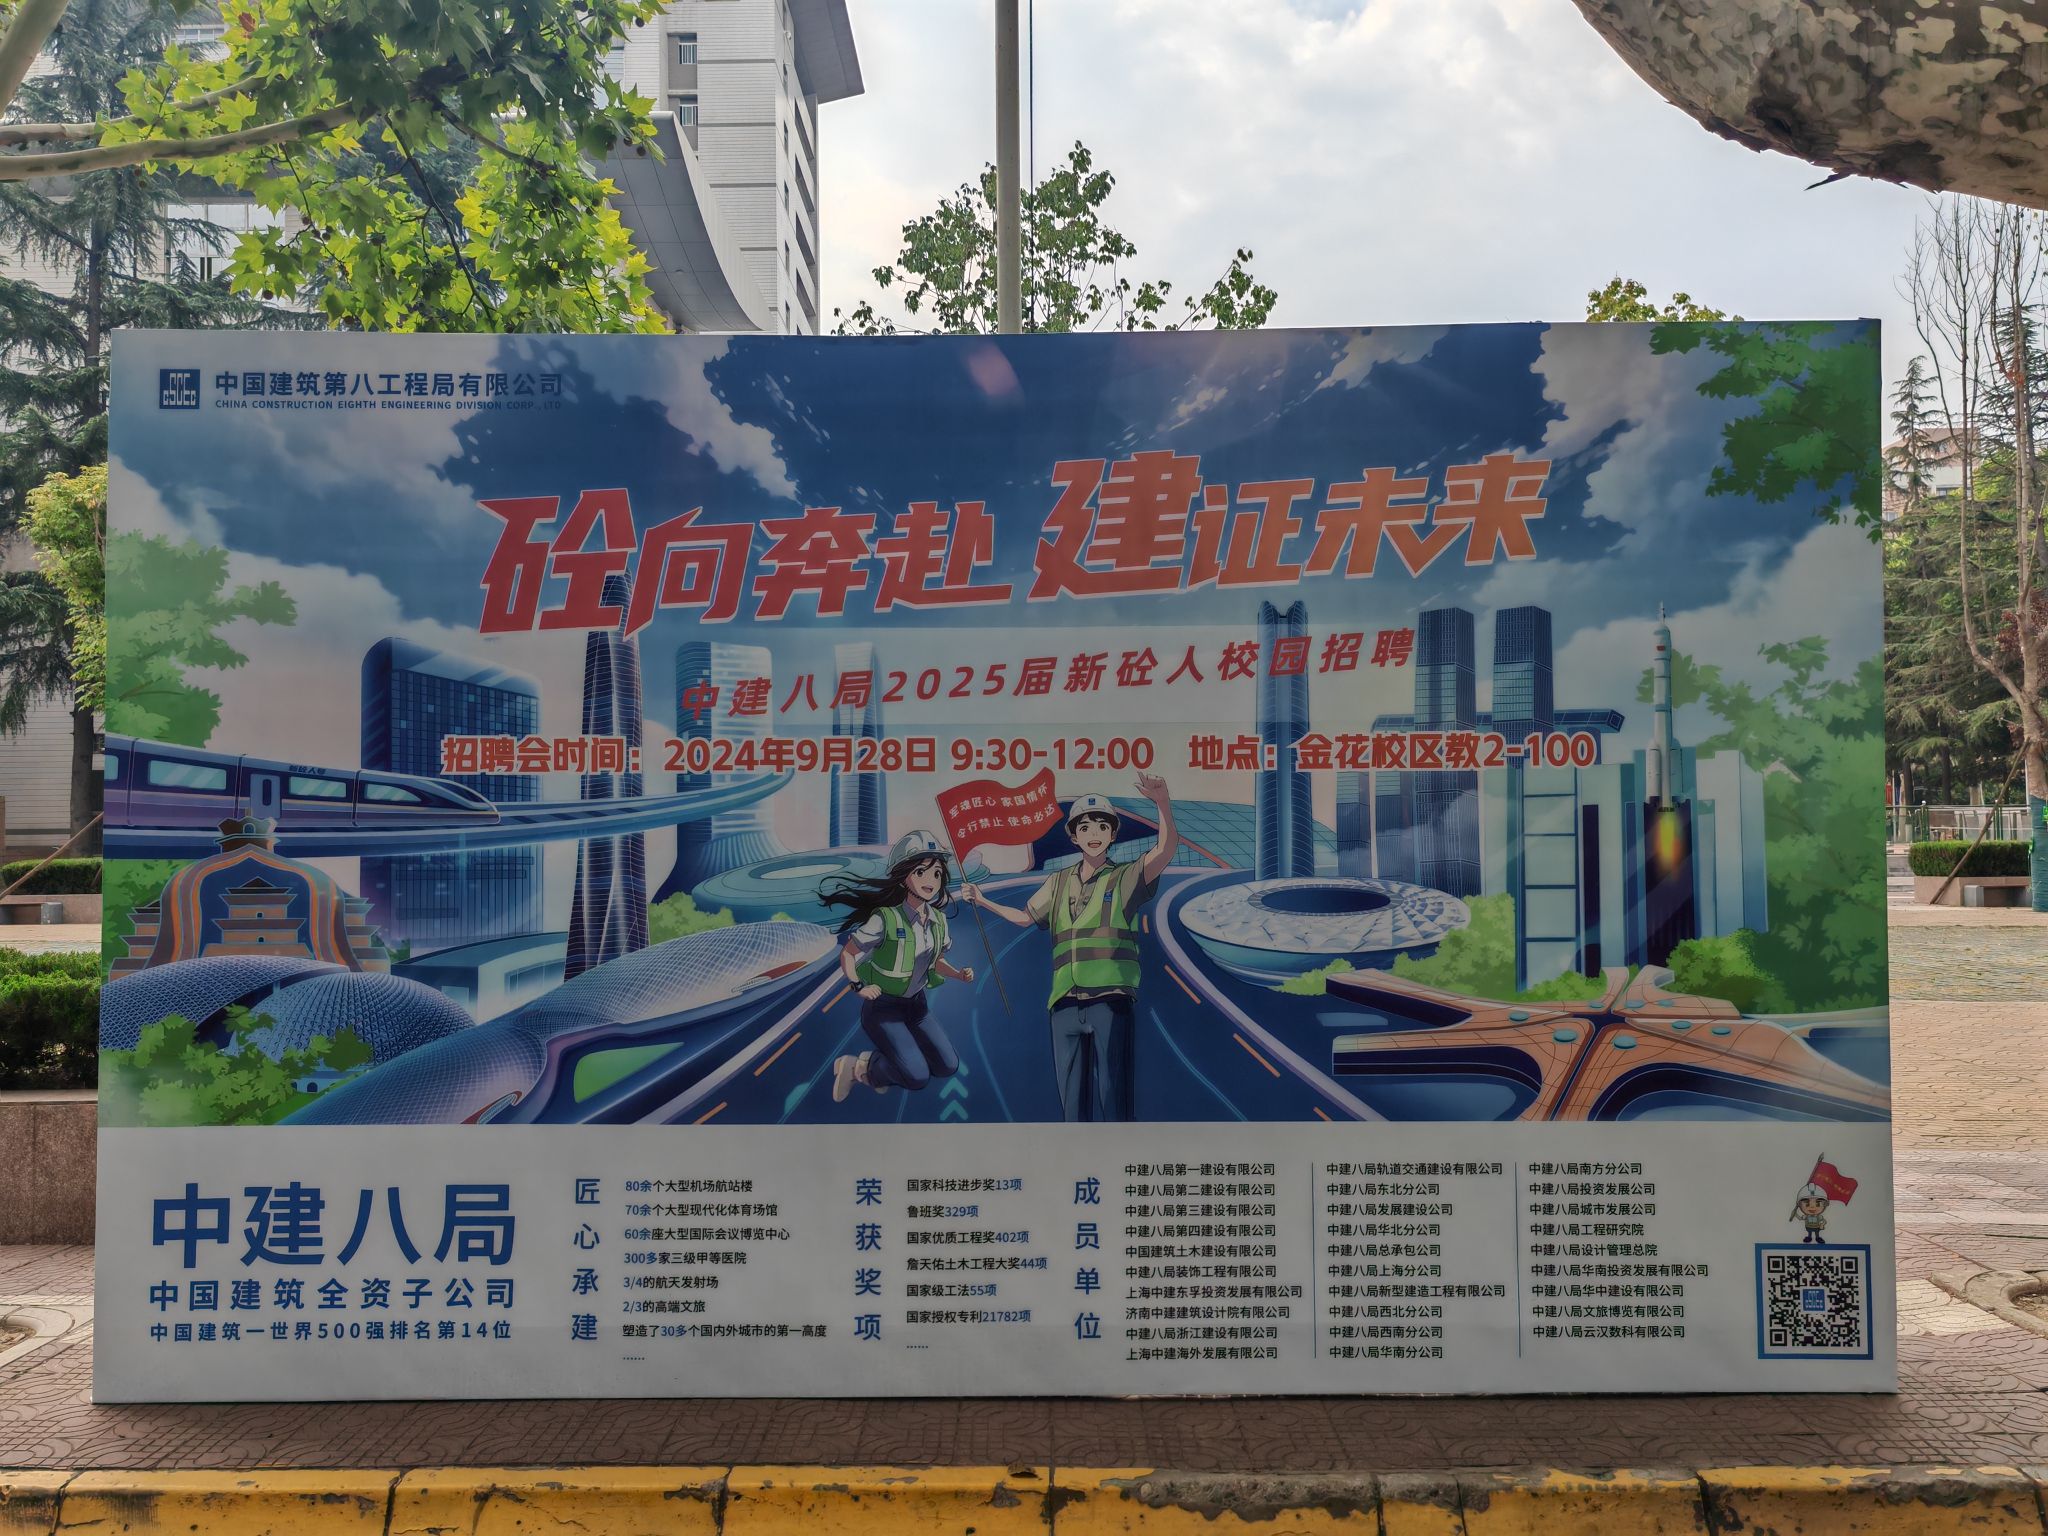 CSCEC
中国建筑第八工程局有限公司
CHINA CONSTRUCTION EIGHTH ENGINEERING DIVISION CORP.,LTD
砼向奔赴 建证未来
中建八局2025届新砼人校园招聘
招聘会时间：2024年9月28日 9:30-12:00 地点：金花校区教2-100
新砼人号
军魂匠心 家国情怀
令行禁止 使命必达
中建八局
中国建筑全资子公司
中国建筑一世界500强排名第14位
匠心承建
80余个大型机场航站楼
70余个大型现代化体育场馆
60余座大型国际会议博览中心
300多家三级甲等医院
3/4的航天发射场
2/3的高端文旅
塑造了30多个国内外城市的第一高度
......
荣获奖项
国家科技进步奖13项
鲁班奖329项
国家优质工程奖402项
詹天佑土木工程大奖44项
国家级工法55项
国家授权专利21782项
......
成员单位
中建八局第一建设有限公司
中建八局第二建设有限公司
中建八局第三建设有限公司
中建八局第四建设有限公司
中国建筑土木建设有限公司
中建八局装饰工程有限公司
上海中建东孚投资发展有限公司
济南中建建筑设计院有限公司
中建八局浙江建设有限公司
上海中建海外发展有限公司
中建八局轨道交通建设有限公司
中建八局东北分公司
中建八局发展建设公司
中建八局华北分公司
中建八局总承包公司
中建八局上海分公司
中建八局新型建造工程有限公司
中建八局西北分公司
中建八局西南分公司
中建八局华南分公司
中建八局南方分公司
中建八局投资发展公司
中建八局城市发展公司
中建八局工程研究院
中建八局设计管理总院
中建八局华南投资发展有限公司
中建八局华中建设有限公司
中建八局文旅博览有限公司
中建八局云汉数科有限公司